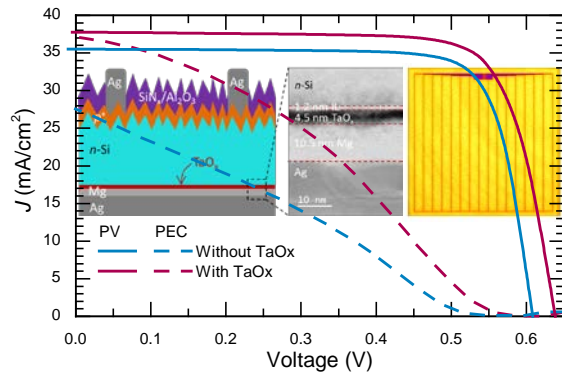 40
35
30
25
20
15
10
5
0
J (mA/cm²)
Ag
Ag
SiNx/Al2O3
n-Si
TaOx
Mg
Ag
n-Si
1.2 nm IL
4.5 nm TaOx
10.5 nm Mg
Ag
10 nm
PV PEC
Without TaOx
With TaOx
0.0 0.1 0.2 0.3 0.4 0.5 0.6
Voltage (V)